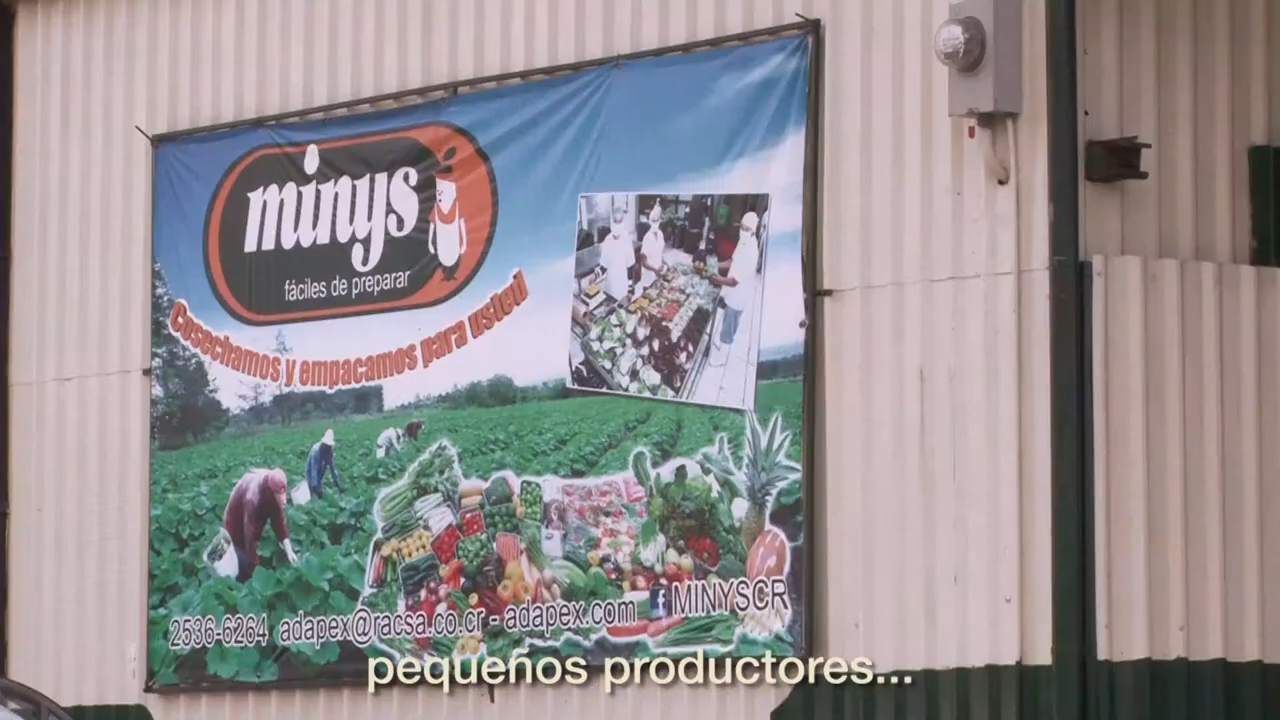 minys
fáciles de preparar
Cosechamos y empacamos para usted
2536-6264 adapex@racsa.co.cr - adapex.com f MINYSCR
pequeños productores...